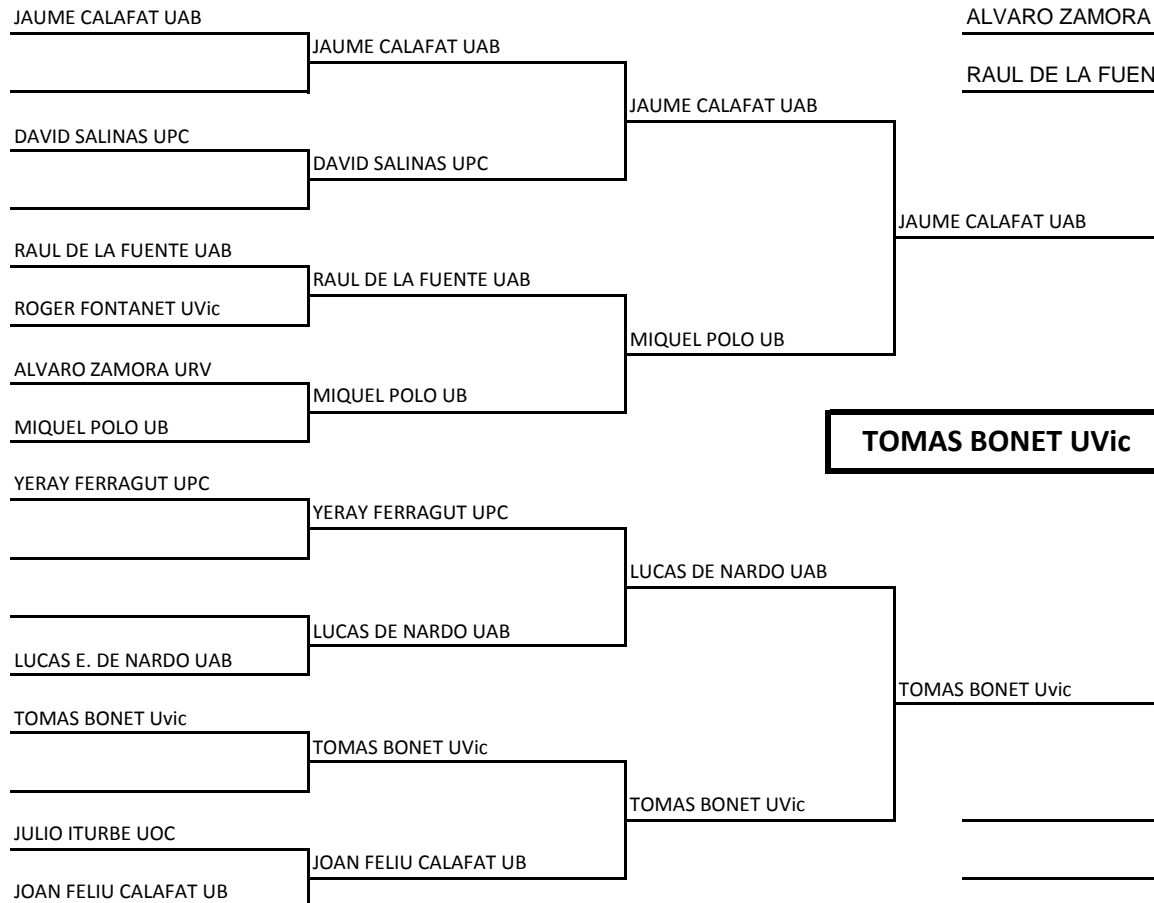 JAUME CALAFAT UAB
ALVARO ZAMORA
JAUME CALAFAT UAB
RAUL DE LA FUEN
JAUME CALAFAT UAB
DAVID SALINAS UPC
DAVID SALINAS UPC
JAUME CALAFAT UAB
RAUL DE LA FUENTE UAB
RAUL DE LA FUENTE UAB
ROGER FONTANET UVic
MIQUEL POLO UB
ALVARO ZAMORA URV
MIQUEL POLO UB
MIQUEL POLO UB
TOMAS BONET UVic
YERAY FERRAGUT UPC
YERAY FERRAGUT UPC
LUCAS DE NARDO UAB
LUCAS DE NARDO UAB
LUCAS E. DE NARDO UAB
TOMAS BONET Uvic
TOMAS BONET Uvic
TOMAS BONET UVic
TOMAS BONET UVic
JULIO ITURBE UOC
JOAN FELIU CALAFAT UB
JOAN FELIU CALAFAT UB